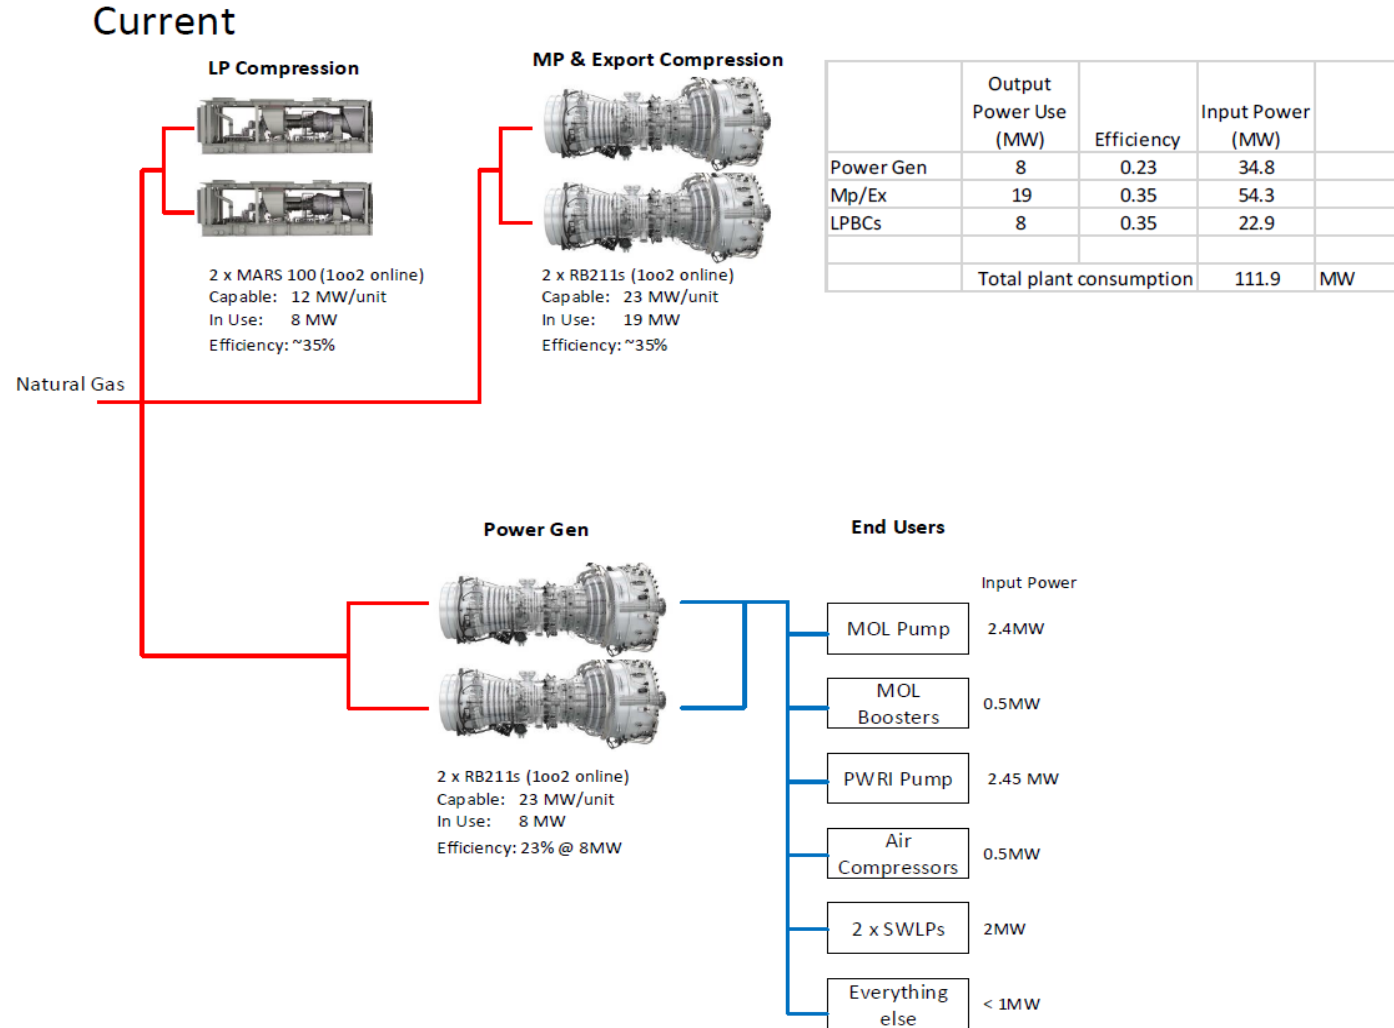 Current
LP Compression
2 x MARS 100 (1oo2 online)
Capable: 12 MW/unit
In Use: 8 MW
Efficiency: ~35%
MP & Export Compression
2 x RB211s (1oo2 online)
Capable: 23 MW/unit
In Use: 19 MW
Efficiency: ~35%
Output
Power Use
(MW)
Efficiency
Input Power
(MW)
Power Gen 8 0.23 34.8
Mp/Ex 19 0.35 54.3
LPBCs 8 0.35 22.9
Total plant consumption 111.9 MW
Natural Gas
Power Gen
2 x RB211s (1oo2 online)
Capable: 23 MW/unit
In Use: 8 MW
Efficiency: 23% @ 8MW
End Users
Input Power
MOL Pump 2.4MW
MOL
Boosters
0.5MW
PWRI Pump 2.45 MW
Air
Compressors
0.5MW
2 x SWLPs 2MW
Everything
else
< 1MW